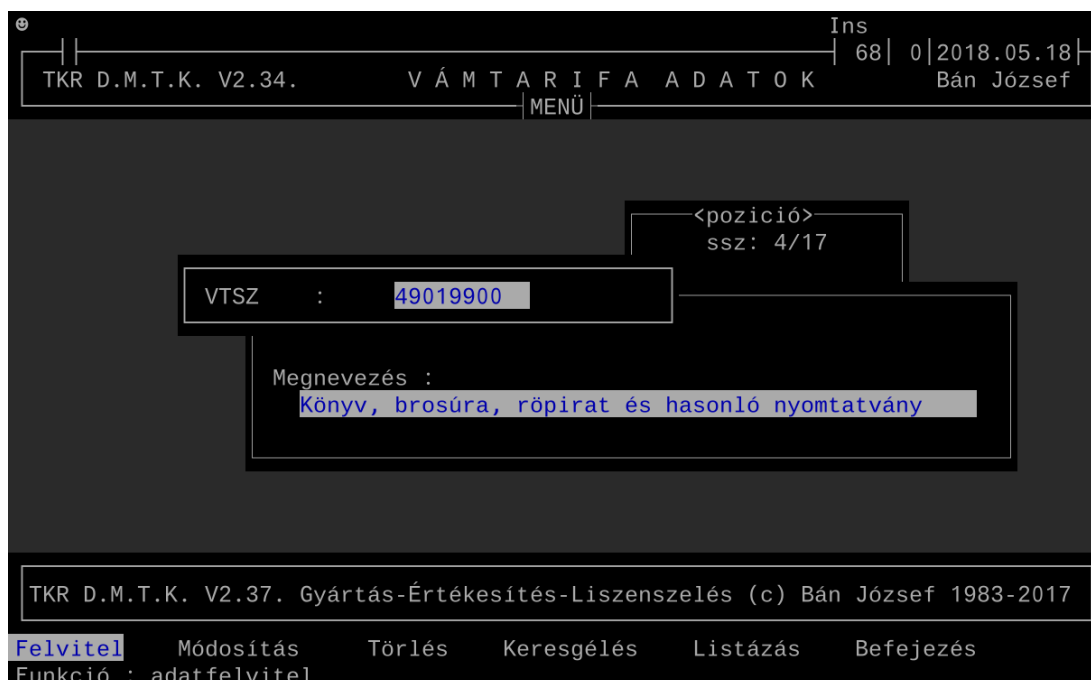 Ins
68| 0|2018.05.18
TKR D.M.T.K. V2.34. V Á M T A R I F A A D A T O K Bán József
MENÜ
<pozició>
ssz: 4/17
VTSZ : 49019900
Megnevezés :
Könyv, brosúra, röpirat és hasonló nyomtatvány
TKR D.M.T.K. V2.37. Gyártás-Értékesítés-Liszenszelés (c) Bán József 1983-2017
Felvitel Módosítás Törlés Keresgélés Listázás Befejezés
Funkció : adatfelvitel